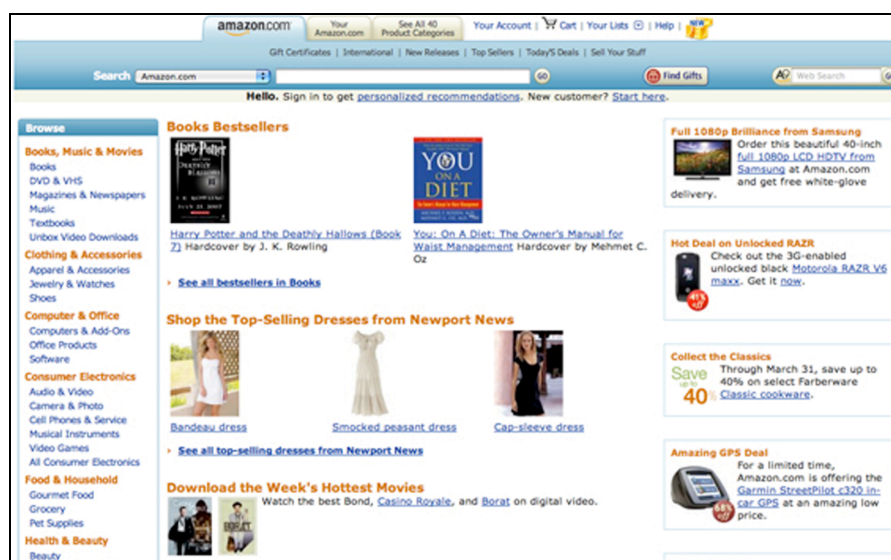 amazon.com
Your Amazon.com
See All 40 Product Categories
Your Account | Cart | Your Lists | Help | NEW
Gift Certificates | International | New Releases | Top Sellers | Today's Deals | Sell Your Stuff
Search Amazon.com GO Find Gifts A9 Web Search
Hello. Sign in to get personalized recommendations. New customer? Start here.
Browse
Books, Music & Movies
Books
DVD & VHS
Magazines & Newspapers
Music
Textbooks
Unbox Video Downloads
Clothing & Accessories
Apparel & Accessories
Jewelry & Watches
Shoes
Computer & Office
Computers & Add-Ons
Office Products
Software
Consumer Electronics
Audio & Video
Camera & Photo
Cell Phones & Service
Musical Instruments
Video Games
All Consumer Electronics
Food & Household
Gourmet Food
Grocery
Pet Supplies
Health & Beauty
Beauty
Books Bestsellers
Harry Potter
YOU
ON A
DIET
Harry Potter and the Deathly Hallows (Book
7) Hardcover by J. K. Rowling
You: On A Diet: The Owner's Manual for
Waist Management Hardcover by Mehmet C.
Oz
See all bestsellers in Books
Shop the Top-Selling Dresses from Newport News
Bandeau dress
Smocked peasant dress
Cap-sleeve dress
See all top-selling dresses from Newport News
Download the Week's Hottest Movies
BORAT
Watch the best Bond, Casino Royale, and Borat on digital video.
Full 1080p Brilliance from Samsung
Order this beautiful 40-inch
full 1080p LCD HDTV from
Samsung at Amazon.com
and get free white-glove
delivery.
Hot Deal on Unlocked RAZR
Check out the 3G-enabled
unlocked black Motorola RAZR V6
maxx. Get it now.
41% off
Collect the Classics
Save up to 40%
Through March 31, save up to
40% on select Farberware
Classic cookware.
Amazing GPS Deal
For a limited time,
Amazon.com is offering the
Garmin StreetPilot c320 in-
car GPS at an amazing low
price.
68% off